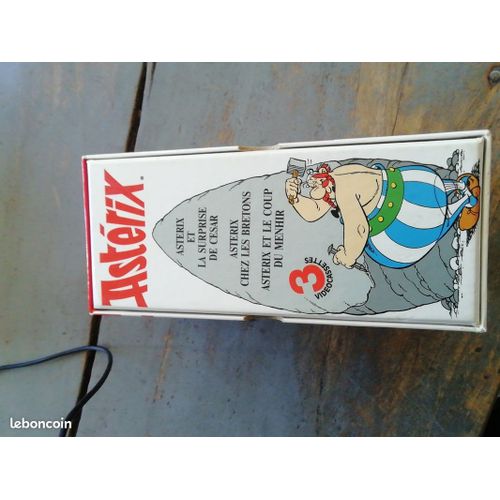 Astérix®
ASTERIX
ET
LA SURPRISE
DE CESAR
ASTERIX
CHEZ LES BRETONS
ASTERIX ET LE COUP
DU MENHIR
3
VIDEOCASSETTES
leboncoin